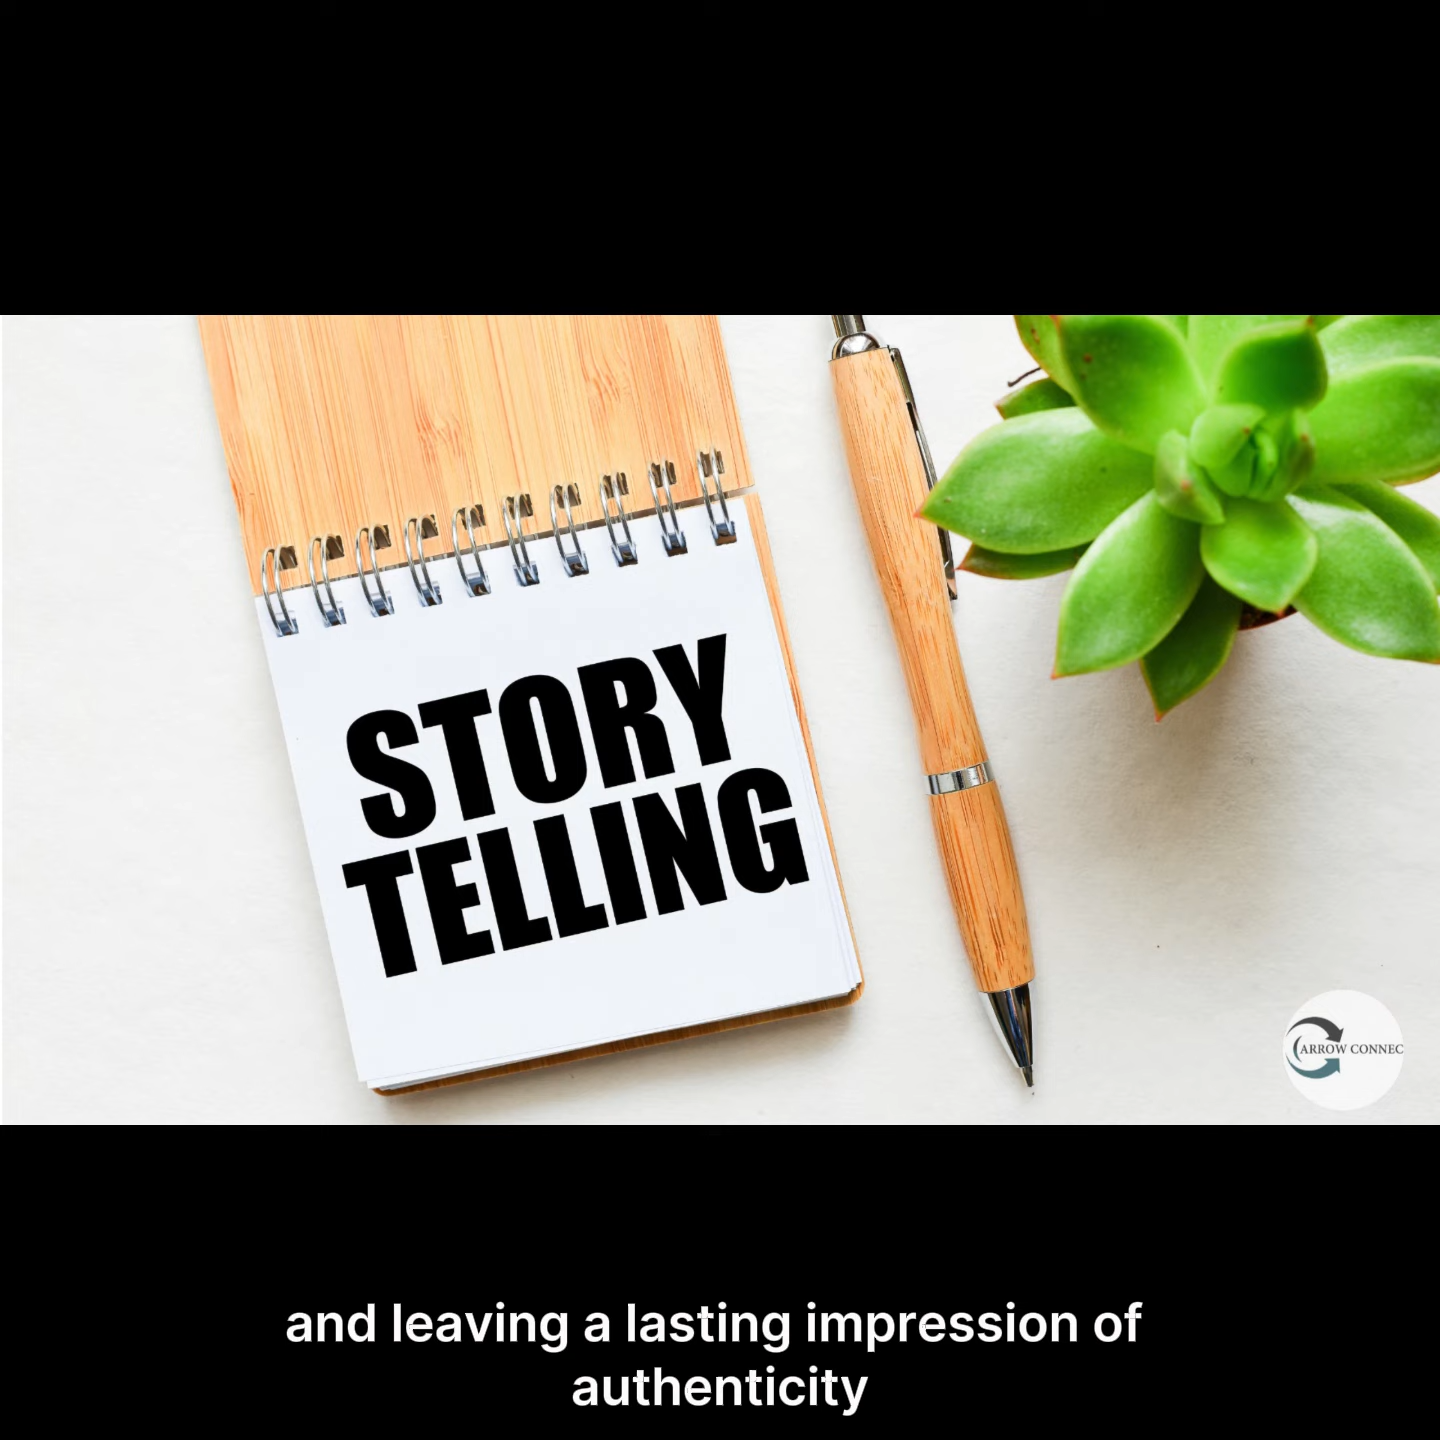 STORY
TELLING
ARROW CONNEC
and leaving a lasting impression of
authenticity